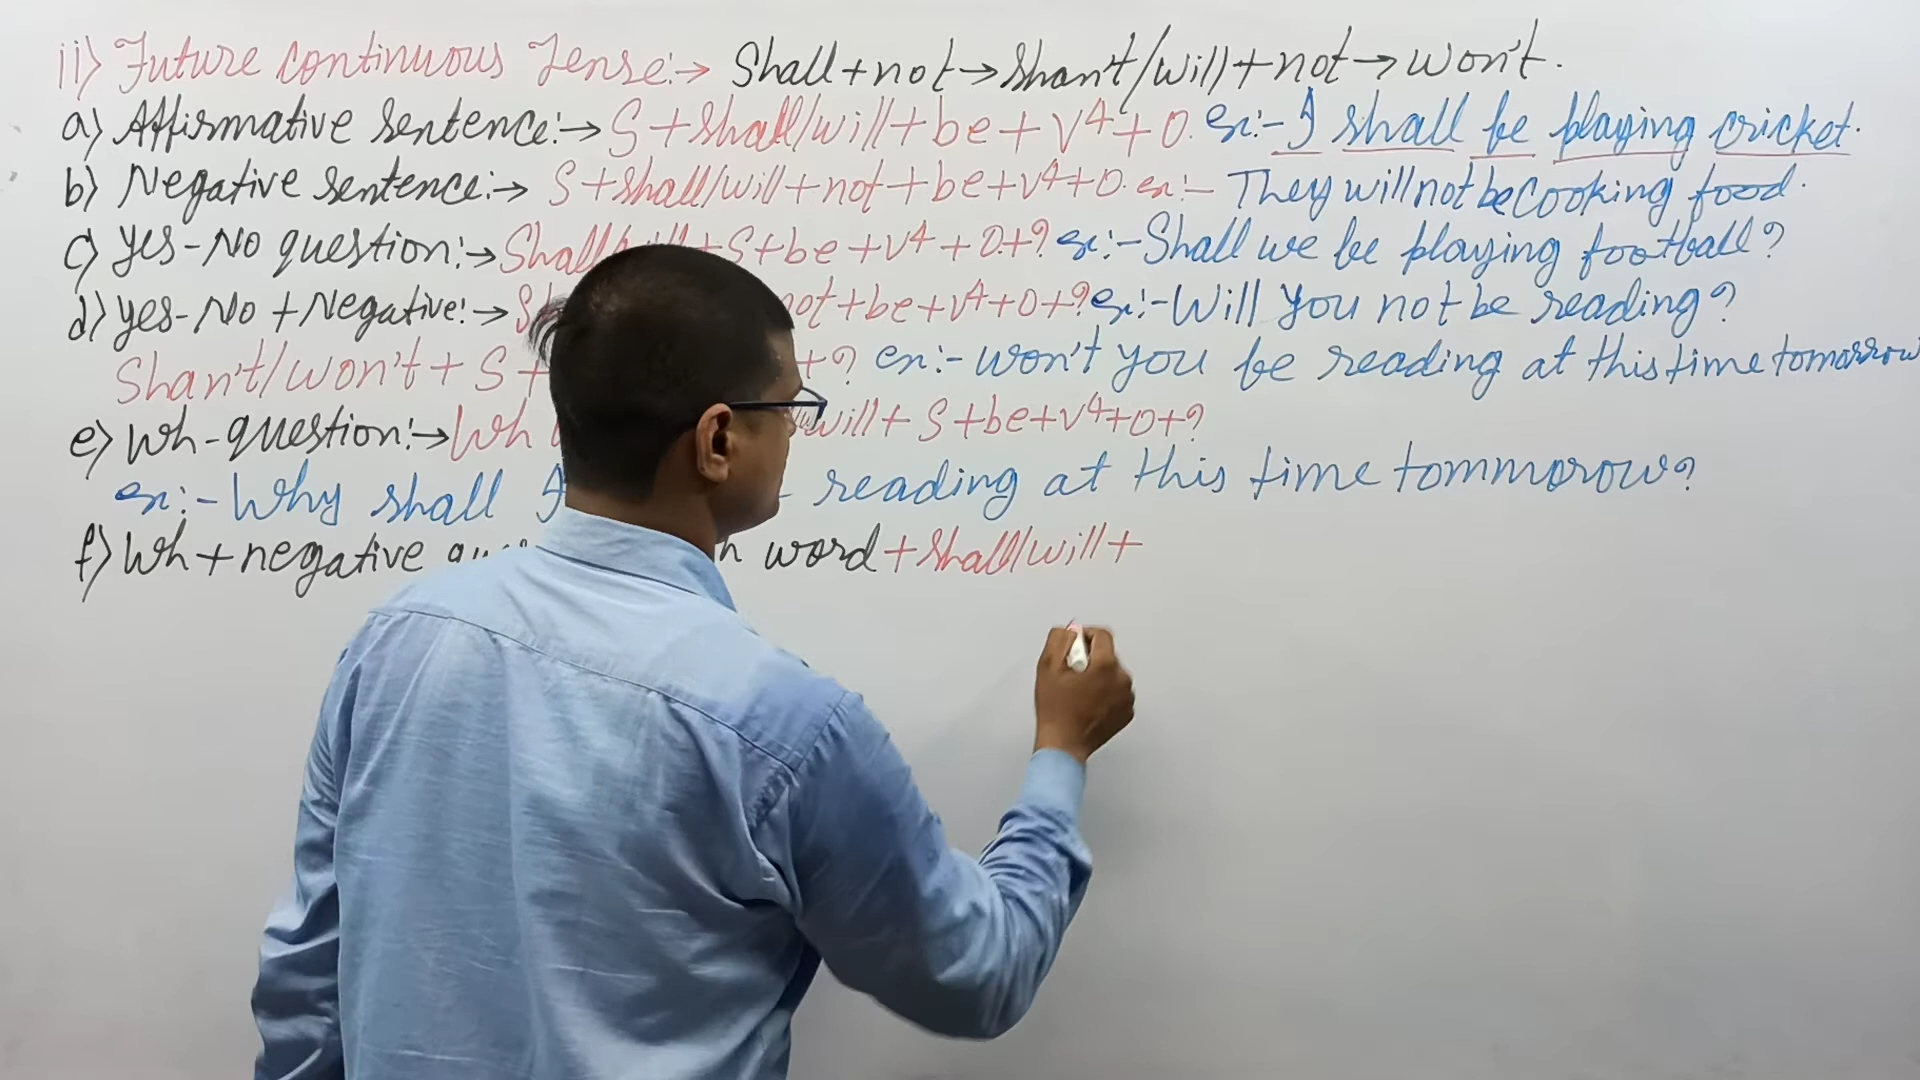 ii) Future continuous Tense:→ Shall+not→shan't/will+not→won't.
a) Affirmative sentence:→ S+shall/will+be+V⁴+O. ex:- I shall be playing cricket.
b) Negative sentence:→ S+shall/will+not+be+V⁴+O. ex:- They will not be cooking food.
c) Yes-No question:→ Shall/will+S+be+V⁴+O+? ex:- Shall we be playing football?
d) Yes-No+Negative:→ not+be+V⁴+O+? ex:- Will you not be reading?
Shan't/won't+S+ +? ex:- won't you be reading at this time tomorrow
e) Wh-question:→ Wh will+S+be+V⁴+O+?
ex:- Why shall I reading at this time tommorow?
f) Wh+negative word+shall/will+